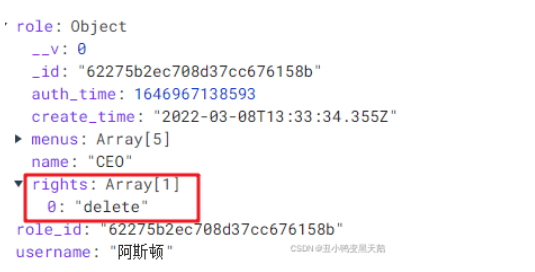 role: Object
__v: 0
_id: "62275b2ec708d37cc676158b"
auth_time: 1646967138593
create_time: "2022-03-08T13:33:34.355Z"
menus: Array[5]
name: "CEO"
rights: Array[1]
0: "delete"
role_id: "62275b2ec708d37cc676158b"
username: "阿斯顿"
CSDN @丑小鸭变黑天鹅